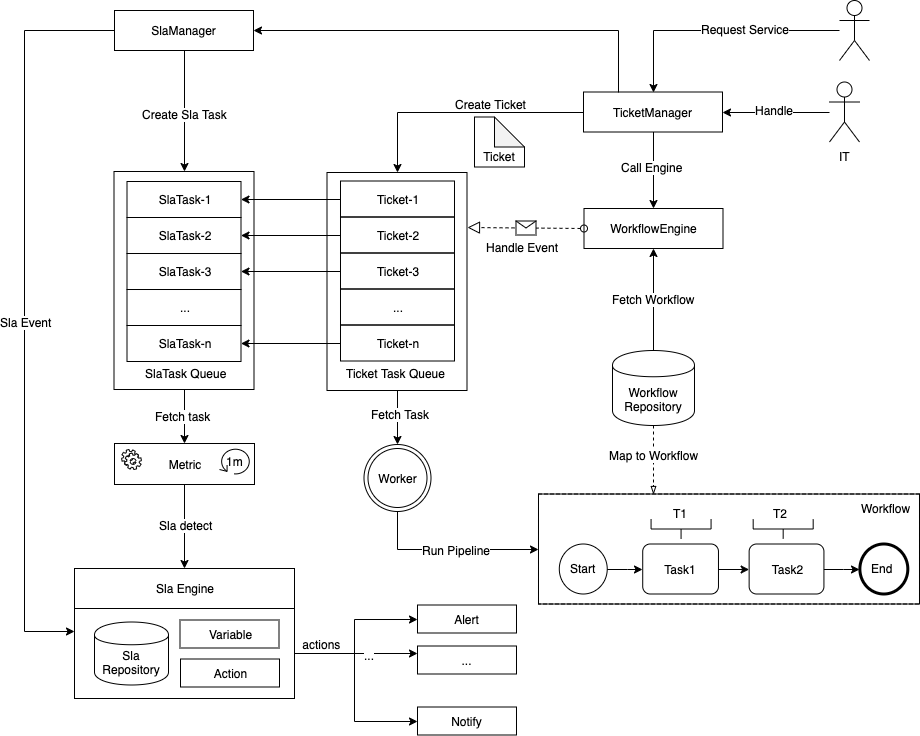 SlaManager
Request Service
Create Ticket
TicketManager
Handle
Create Sla Task
Ticket
IT
Call Engine
SlaTask-1
Ticket-1
SlaTask-2
Ticket-2
WorkflowEngine
Handle Event
SlaTask-3
Ticket-3
Fetch Workflow
...
...
Sla Event
SlaTask-n
Ticket-n
SlaTask Queue
Ticket Task Queue
Workflow
Repository
Fetch task
Fetch Task
Map to Workflow
Metric
1m
Worker
Workflow
T1
T2
Sla detect
Run Pipeline
Start
Task1
Task2
End
Sla Engine
Variable
Alert
Sla
Repository
actions
...
...
Action
Notify